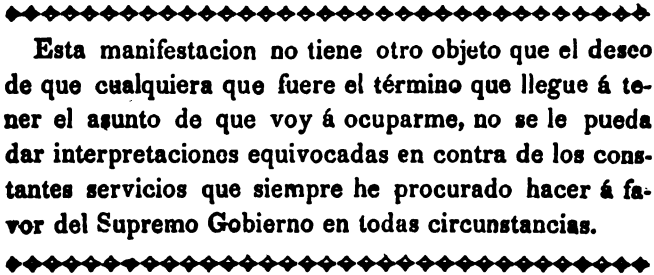 Esta manifestacion no tiene otro objeto que el deseo
de que cualquiera que fuere el término que llegue á te-
ner el asunto de que voy á ocuparme, no se le pueda
dar interpretaciones equivocadas en contra de los cons-
tantes servicios que siempre he procurado hacer á fa-
vor del Supremo Gobierno en todas circunstancias.